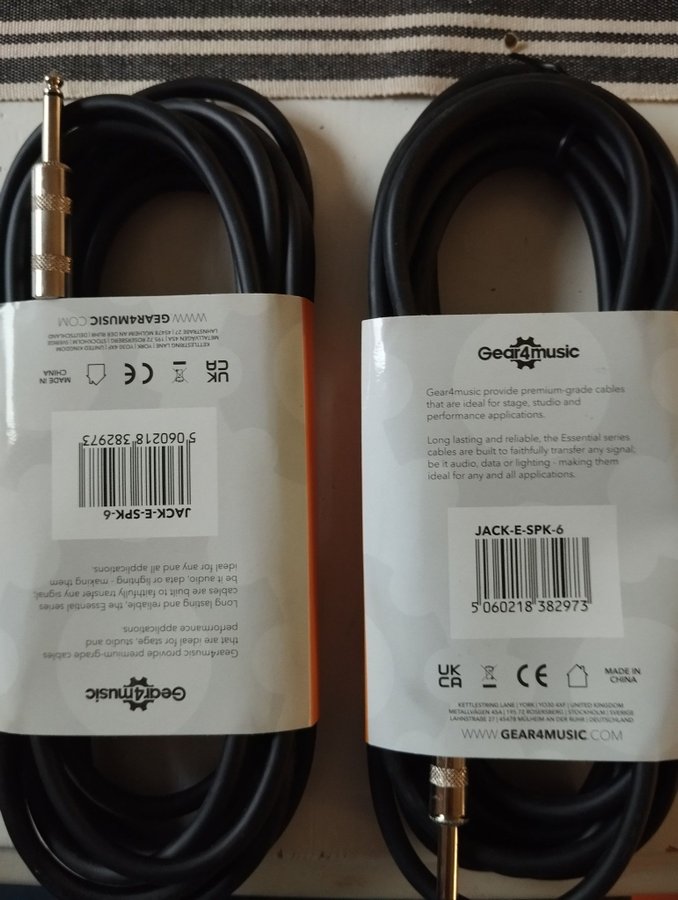 WWW.GEAR4MUSIC.COM
KETTLESTRING LANE | YORK | YO30 4XF | UNITED KINGDOM
METALLVÄGEN 45A | 195 72 ROSERSBERG | STOCKHOLM | SVERIGE
LAHNSTRAßE 27 | 45478 MÜLHEIM AN DER RUHR | DEUTSCHLAND
UK
CA
CE
MADE IN
CHINA
5 060218 382973
JACK-E-SPK-6
Long lasting and reliable, the Essential series
cables are built to faithfully transfer any signal;
be it audio, data or lighting - making them
ideal for any and all applications.
Gear4music provide premium-grade cables
that are ideal for stage, studio and
performance applications.
Gear4music
Gear4music
Gear4music provide premium-grade cables
that are ideal for stage, studio and
performance applications.
Long lasting and reliable, the Essential series
cables are built to faithfully transfer any signal;
be it audio, data or lighting - making them
ideal for any and all applications.
JACK-E-SPK-6
5 060218 382973
UK
CA
CE
MADE IN
CHINA
KETTLESTRING LANE | YORK | YO30 4XF | UNITED KINGDOM
METALLVÄGEN 45A | 195 72 ROSERSBERG | STOCKHOLM | SVERIGE
LAHNSTRAßE 27 | 45478 MÜLHEIM AN DER RUHR | DEUTSCHLAND
WWW.GEAR4MUSIC.COM